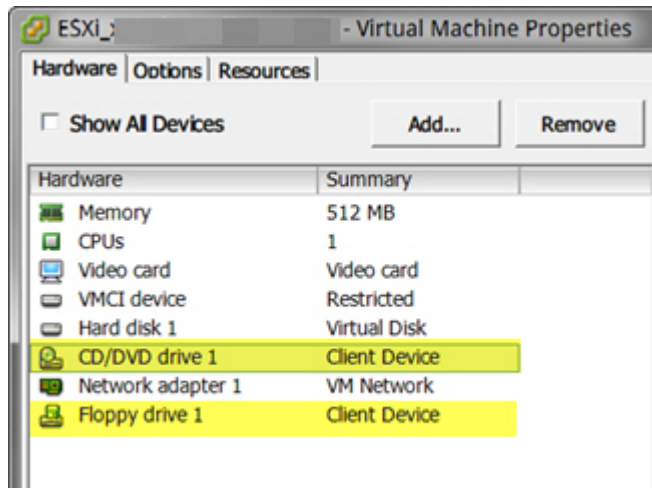 ESXi_ - Virtual Machine Properties
Hardware Options Resources
Show All Devices Add... Remove
Hardware Summary
Memory 512 MB
CPUs 1
Video card Video card
VMCI device Restricted
Hard disk 1 Virtual Disk
CD/DVD drive 1 Client Device
Network adapter 1 VM Network
Floppy drive 1 Client Device